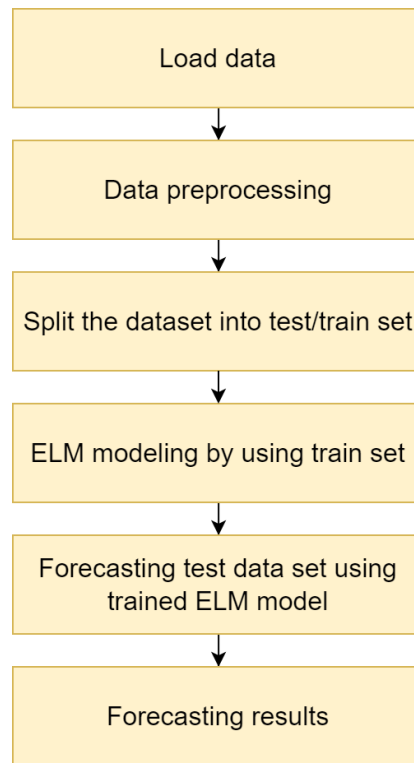 Load data
Data preprocessing
Split the dataset into test/train set
ELM modeling by using train set
Forecasting test data set using
trained ELM model
Forecasting results